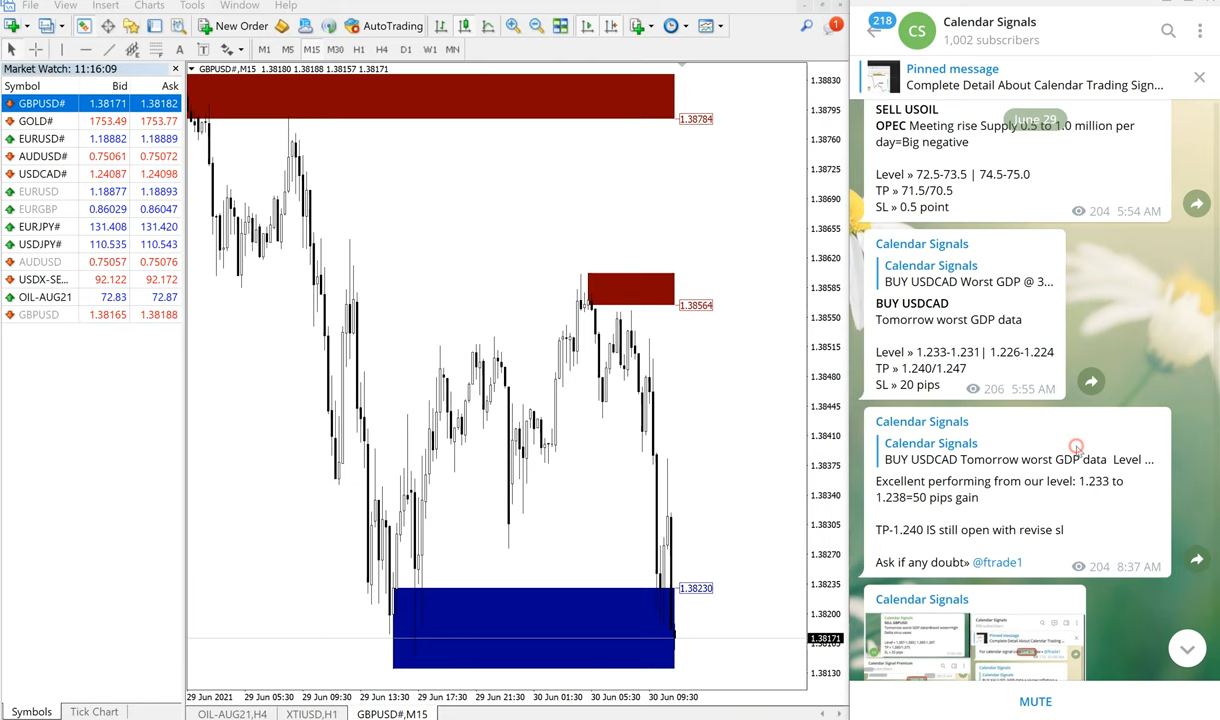 File View Insert Charts Tools Window Help
New Order AutoTrading
A T M1 M5 M15 M30 H1 H4 D1 W1 MN
1
Market Watch: 11:16:09
Symbol Bid Ask
GBPUSD# 1.38171 1.38182
GOLD# 1753.49 1753.77
EURUSD# 1.18882 1.18889
AUDUSD# 0.75061 0.75072
USDCAD# 1.24087 1.24098
EURUSD 1.18877 1.18893
EURGBP 0.86029 0.86047
EURJPY# 131.408 131.420
USDJPY# 110.535 110.543
AUDUSD 0.75057 0.75076
USDX-SE... 92.122 92.172
OIL-AUG21 72.83 72.87
GBPUSD 1.38165 1.38188
Symbols Tick Chart
GBPUSD#,M15 1.38180 1.38188 1.38157 1.38171
1.38784
1.38564
1.38230
1.38830
1.38795
1.38760
1.38725
1.38690
1.38655
1.38620
1.38585
1.38550
1.38515
1.38480
1.38445
1.38410
1.38375
1.38340
1.38305
1.38270
1.38235
1.38200
1.38171
1.38130
29 Jun 2021 29 Jun 05:30 29 Jun 09:30 29 Jun 13:30 29 Jun 17:30 29 Jun 21:30 30 Jun 01:30 30 Jun 05:30 30 Jun 09:30
OIL-AUG21,H4 XTIUSD,H1 GBPUSD#,M15
218
CS
Calendar Signals
1,002 subscribers
Pinned message
Complete Detail About Calendar Trading Sign...
June 29
SELL USOIL
OPEC Meeting rise Supply 0.5 to 1.0 million per
day=Big negative
Level » 72.5-73.5 | 74.5-75.0
TP » 71.5/70.5
SL » 0.5 point
204 5:54 AM
Calendar Signals
Calendar Signals
BUY USDCAD Worst GDP @ 3...
BUY USDCAD
Tomorrow worst GDP data
Level » 1.233-1.231| 1.226-1.224
TP » 1.240/1.247
SL » 20 pips
206 5:55 AM
Calendar Signals
Calendar Signals
BUY USDCAD Tomorrow worst GDP data Level ...
Excellent performing from our level: 1.233 to
1.238=50 pips gain
TP-1.240 IS still open with revise sl
Ask if any doubt» @ftrade1
204 8:37 AM
Calendar Signals
MUTE